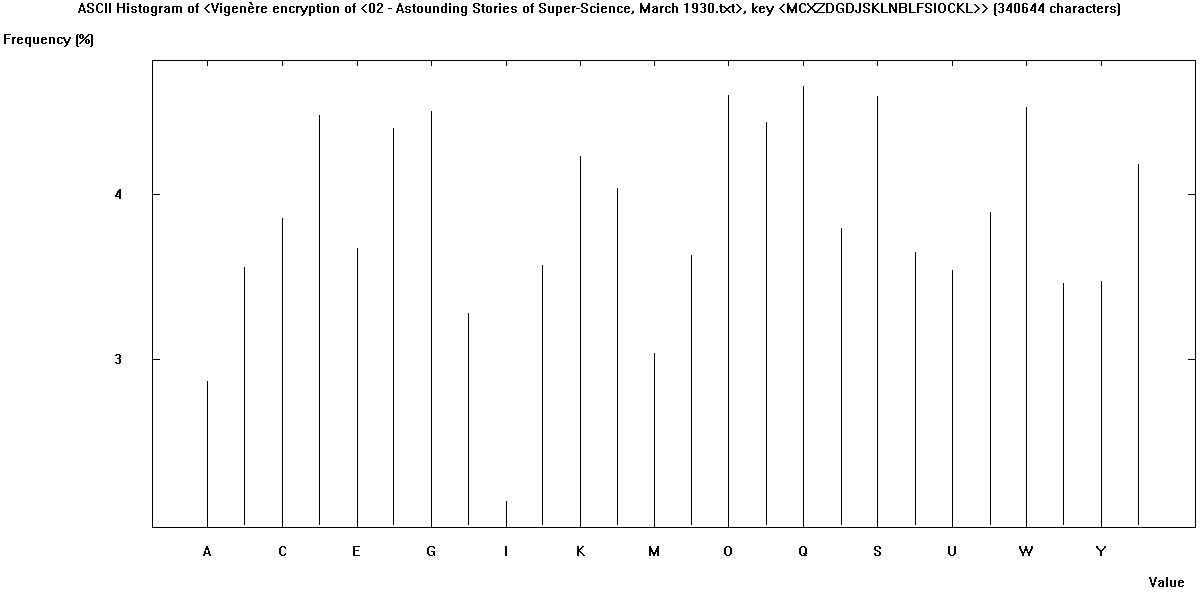 ASCII Histogram of <Vigenère encryption of <02 - Astounding Stories of Super-Science, March 1930.txt>, key <MCXZDGDJSKLNBLFSIOCKL>> (340644 characters)
Frequency (%)
4
3
A C E G I K M O Q S U W Y
Value